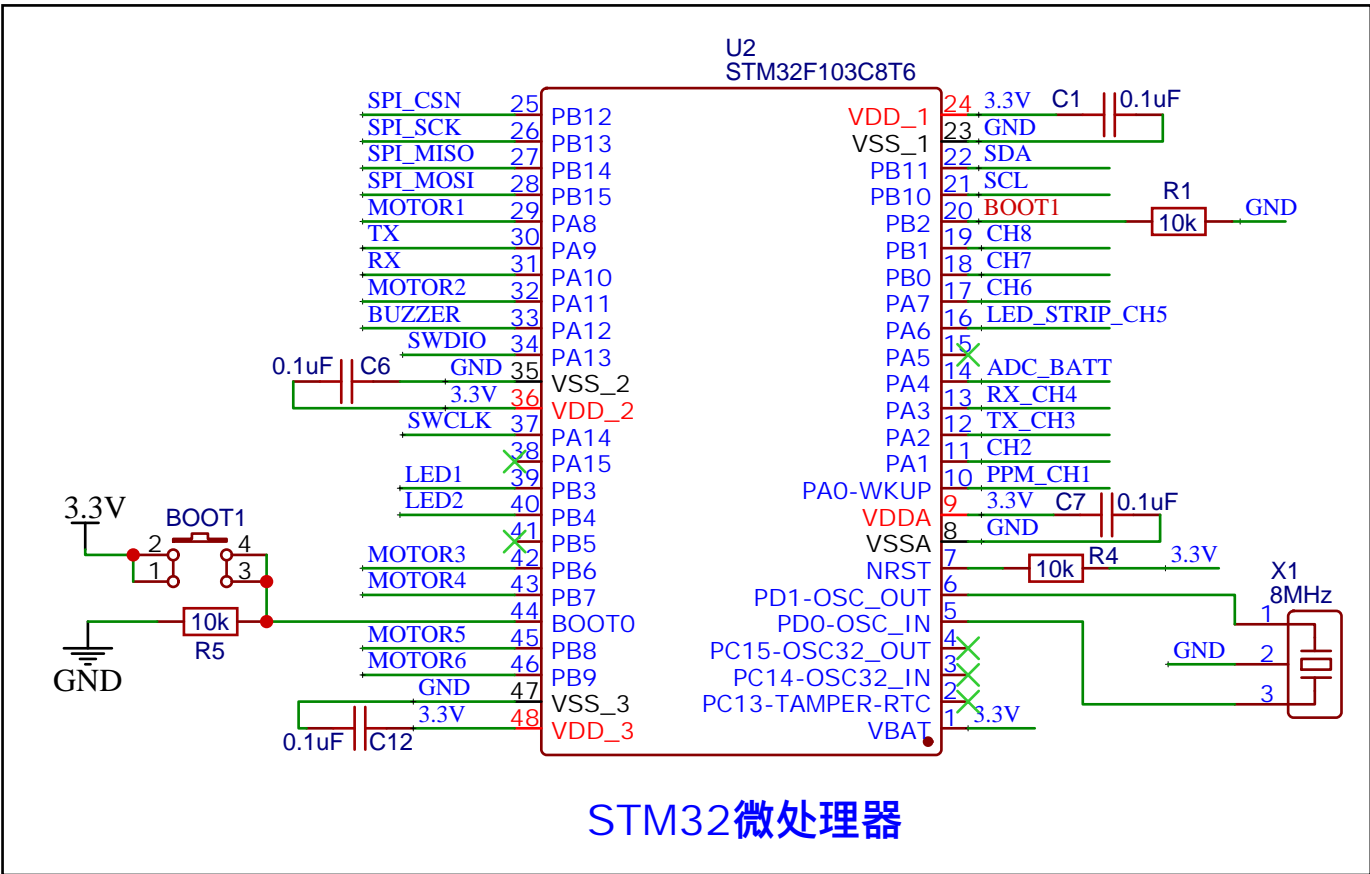 U2
STM32F103C8T6
SPI_CSN 25 PB12
SPI_SCK 26 PB13
SPI_MISO 27 PB14
SPI_MOSI 28 PB15
MOTOR1 29 PA8
TX 30 PA9
RX 31 PA10
MOTOR2 32 PA11
BUZZER 33 PA12
SWDIO 34 PA13
0.1uF C6 GND 35 VSS_2
3.3V 36 VDD_2
SWCLK 37 PA14
38 PA15
LED1 39 PB3
LED2 40 PB4
41 PB5
MOTOR3 42 PB6
MOTOR4 43 PB7
44 BOOT0
MOTOR5 45 PB8
MOTOR6 46 PB9
GND 47 VSS_3
0.1uF C12 3.3V 48 VDD_3
3.3V
BOOT1
2 4
1 3
10k
R5
GND
VDD_1 24 3.3V C1 0.1uF
VSS_1 23 GND
PB11 22 SDA
PB10 21 SCL
R1
PB2 20 BOOT1 10k GND
PB1 19 CH8
PB0 18 CH7
PA7 17 CH6
PA6 16 LED_STRIP_CH5
PA5 15
PA4 14 ADC_BATT
PA3 13 RX_CH4
PA2 12 TX_CH3
PA1 11 CH2
PA0-WKUP 10 PPM_CH1
VDDA 9 3.3V C7 0.1uF
VSSA 8 GND
NRST 7 10k R4 3.3V
PD1-OSC_OUT 6
PD0-OSC_IN 5
PC15-OSC32_OUT 4
PC14-OSC32_IN 3
PC13-TAMPER-RTC 2
VBAT 1 3.3V
X1
8MHz
1
GND 2
3
STM32微处理器